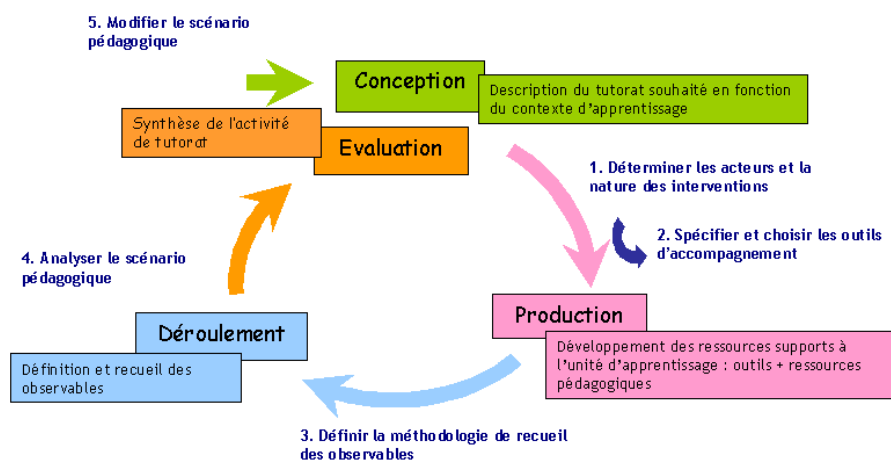 5. Modifier le scénario
pédagogique
Conception
Description du tutorat souhaité en fonction
du contexte d'apprentissage
Synthèse de l'activité
de tutorat
Evaluation
1. Déterminer les acteurs et la
nature des interventions
2. Spécifier et choisir les outils
d'accompagnement
4. Analyser le scénario
pédagogique
Production
Développement des ressources supports à
l'unité d'apprentissage : outils + ressources
pédagogiques
Déroulement
Définition et recueil des
observables
3. Définir la méthodologie de recueil
des observables